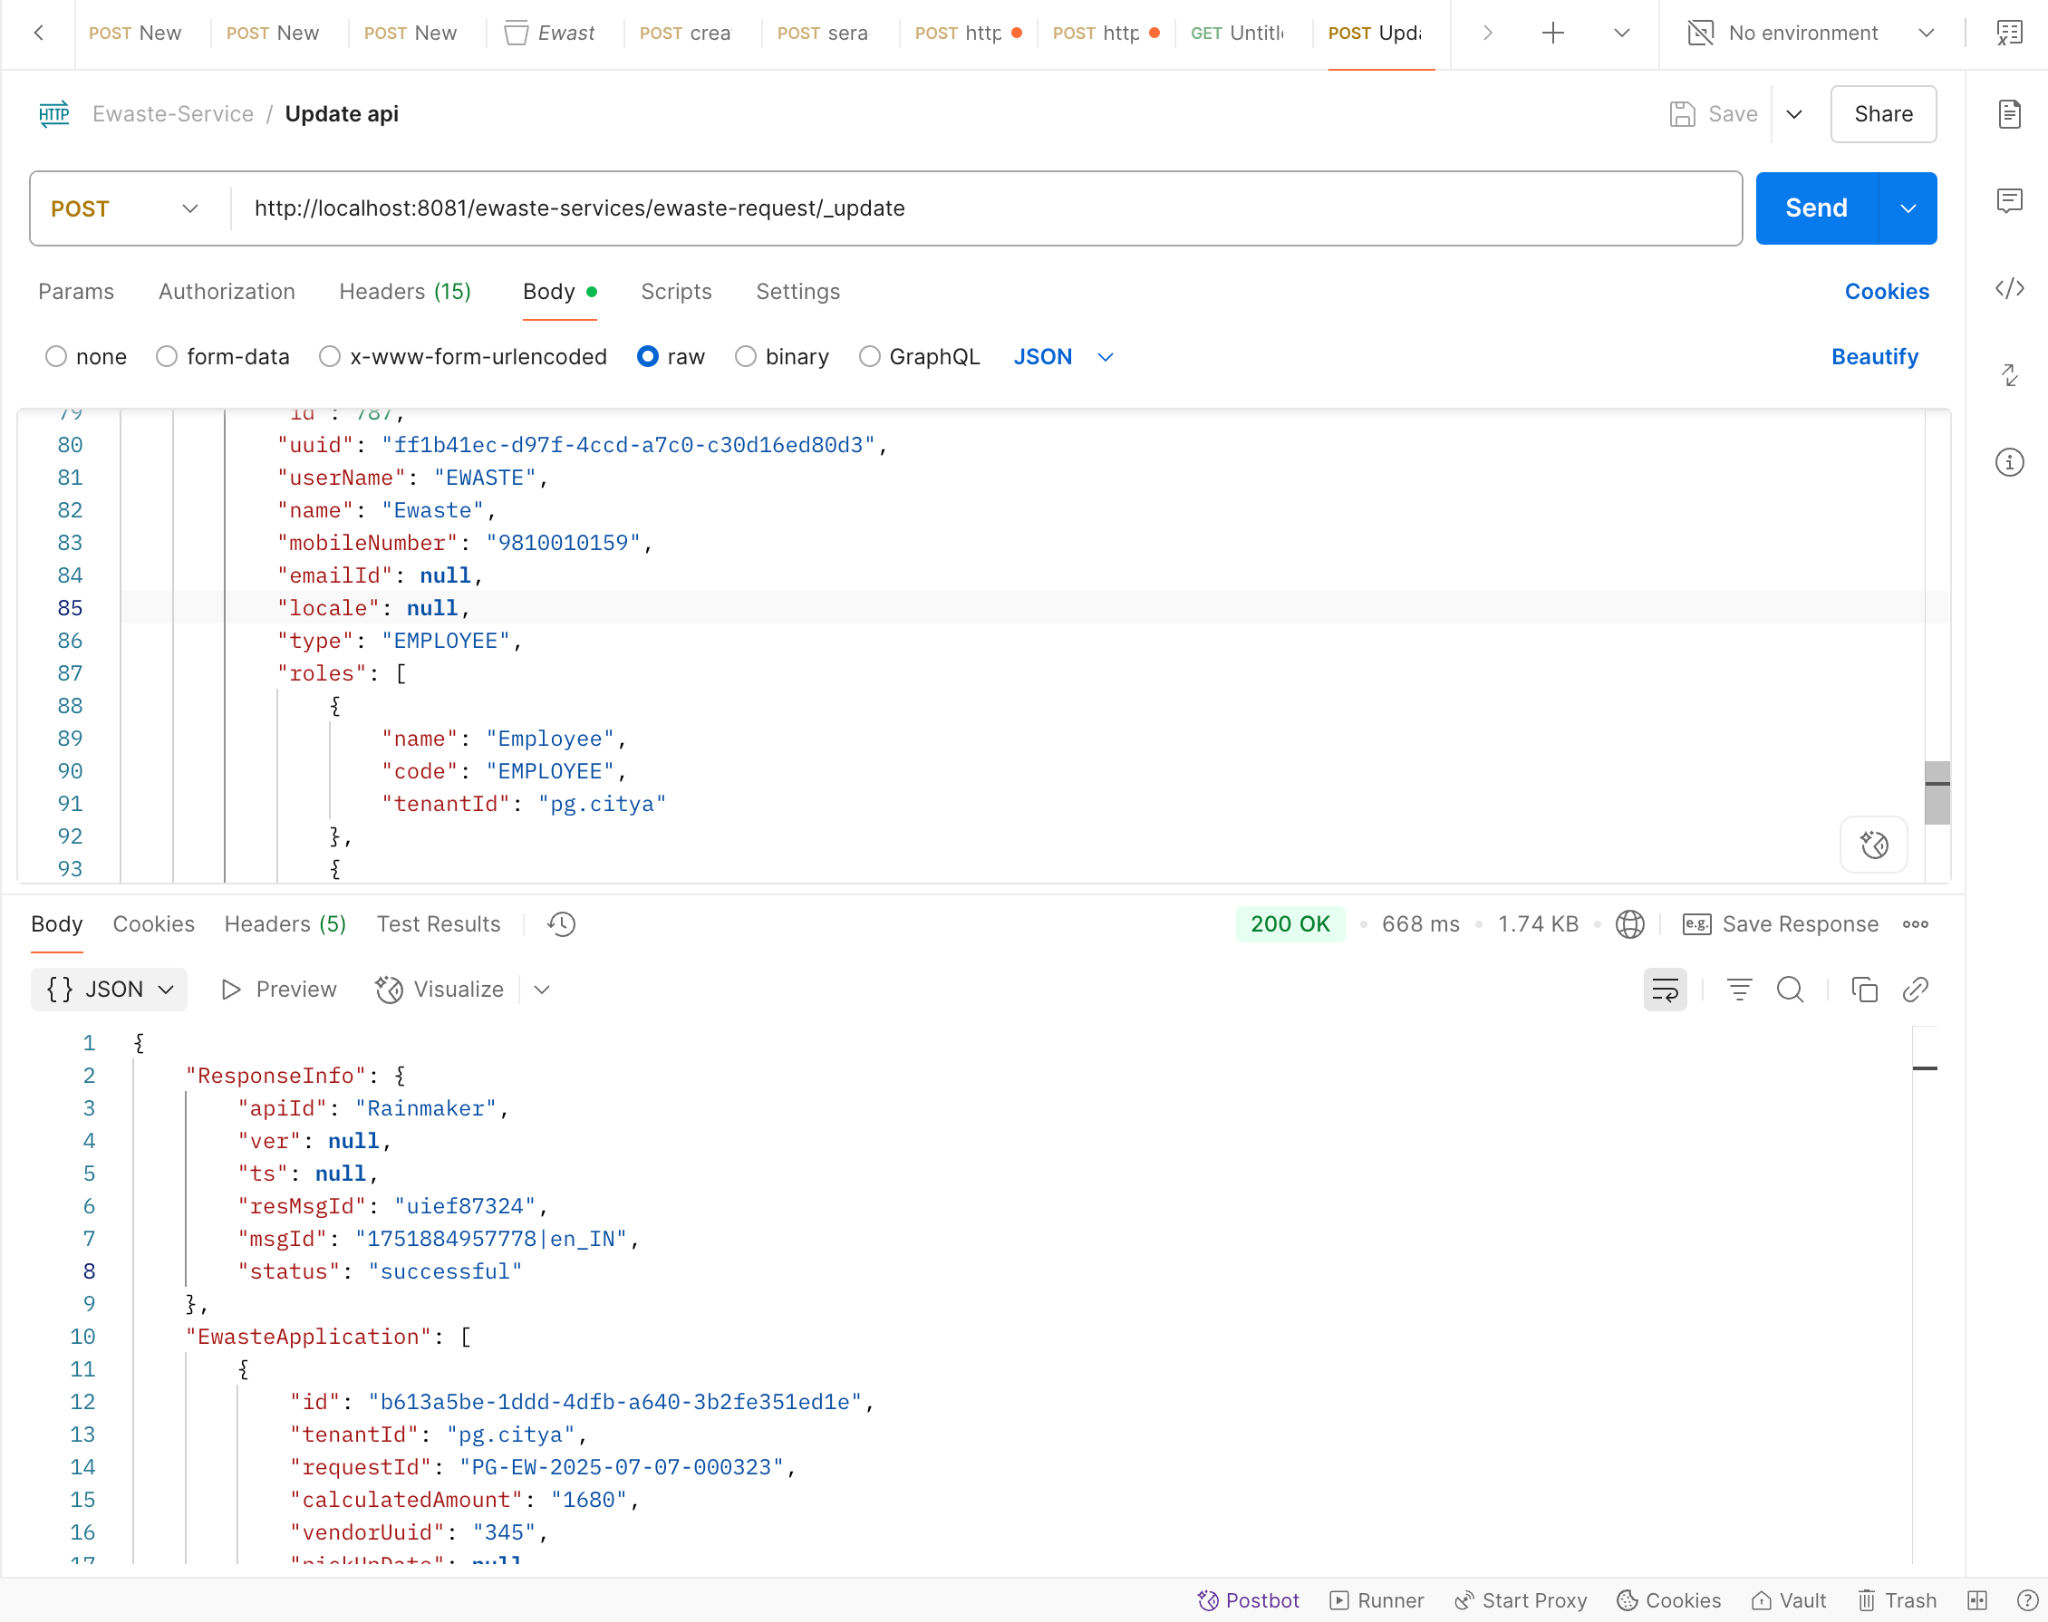 POST New
POST New
POST New
Ewast
POST crea
POST sera
POST http
POST http
GET Untitl
POST Upda
No environment
HTTP Ewaste-Service / Update api
Save
Share
POST
http://localhost:8081/ewaste-services/ewaste-request/_update
Send
Params Authorization Headers (15) Body Scripts Settings
Cookies
none form-data x-www-form-urlencoded raw binary GraphQL JSON
Beautify
79 "id": 787,
80 "uuid": "ff1b41ec-d97f-4ccd-a7c0-c30d16ed80d3",
81 "userName": "EWASTE",
82 "name": "Ewaste",
83 "mobileNumber": "9810010159",
84 "emailId": null,
85 "locale": null,
86 "type": "EMPLOYEE",
87 "roles": [
88 {
89 "name": "Employee",
90 "code": "EMPLOYEE",
91 "tenantId": "pg.citya"
92 },
93 {
Body Cookies Headers (5) Test Results
200 OK • 668 ms • 1.74 KB •
e.g. Save Response
{} JSON Preview Visualize
1 {
2 "ResponseInfo": {
3 "apiId": "Rainmaker",
4 "ver": null,
5 "ts": null,
6 "resMsgId": "uief87324",
7 "msgId": "1751884957778|en_IN",
8 "status": "successful"
9 },
10 "EwasteApplication": [
11 {
12 "id": "b613a5be-1ddd-4dfb-a640-3b2fe351ed1e",
13 "tenantId": "pg.citya",
14 "requestId": "PG-EW-2025-07-07-000323",
15 "calculatedAmount": "1680",
16 "vendorUuid": "345",
17 "pickUpDate": null
Postbot Runner Start Proxy Cookies Vault Trash